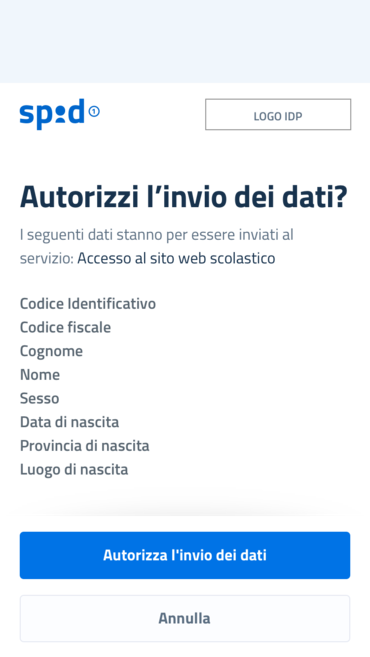 spid 1
LOGO IDP
Autorizzi l’invio dei dati?
I seguenti dati stanno per essere inviati al
servizio: Accesso al sito web scolastico
Codice Identificativo
Codice fiscale
Cognome
Nome
Sesso
Data di nascita
Provincia di nascita
Luogo di nascita
Autorizza l'invio dei dati
Annulla